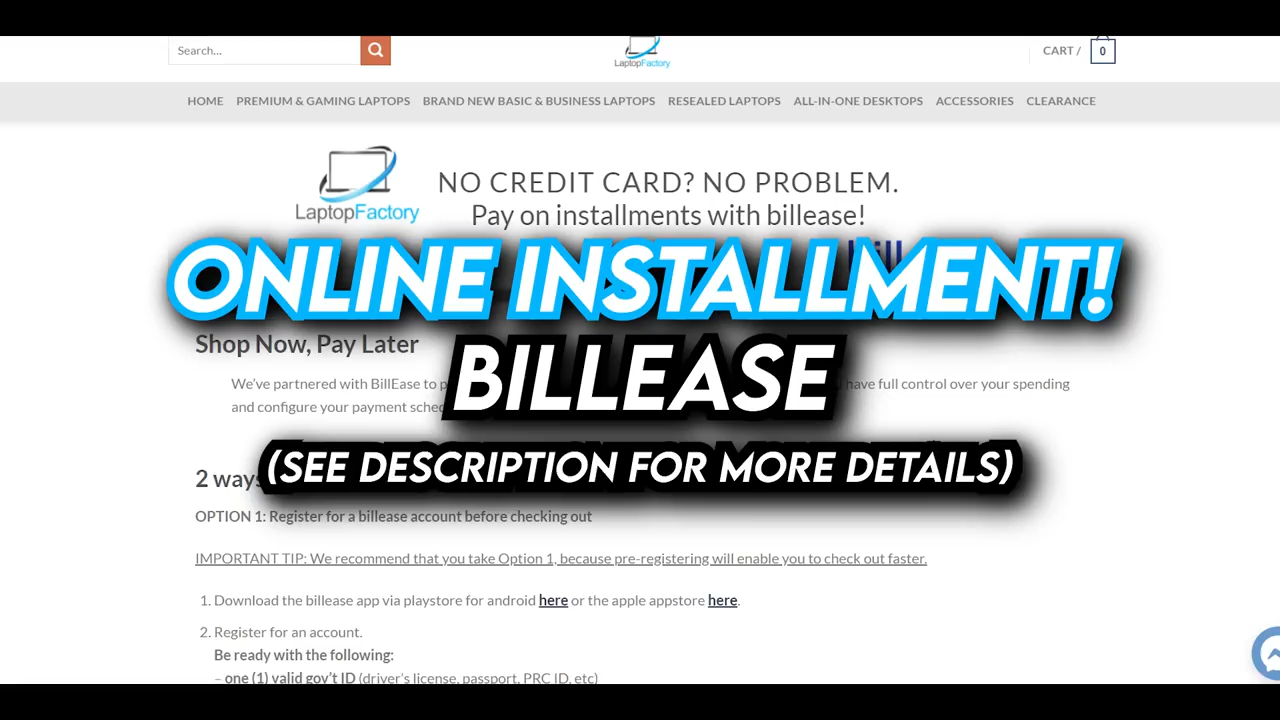 Search...
LaptopFactory
CART /
0
HOME PREMIUM & GAMING LAPTOPS BRAND NEW BASIC & BUSINESS LAPTOPS RESEALED LAPTOPS ALL-IN-ONE DESKTOPS ACCESSORIES CLEARANCE
LaptopFactory
NO CREDIT CARD? NO PROBLEM.
Pay on installments with billease!
ONLINE INSTALLMENT!
BILLEASE
(SEE DESCRIPTION FOR MORE DETAILS)
Shop Now, Pay Later
We've partnered with BillEase to have full control over your spending
and configure your payment
2 ways
OPTION 1: Register for a billease account before checking out
IMPORTANT TIP: We recommend that you take Option 1, because pre-registering will enable you to check out faster.
1. Download the billease app via playstore for android here or the apple appstore here.
2. Register for an account.
Be ready with the following:
– one (1) valid gov't ID (driver's license, passport, PRC ID, etc)